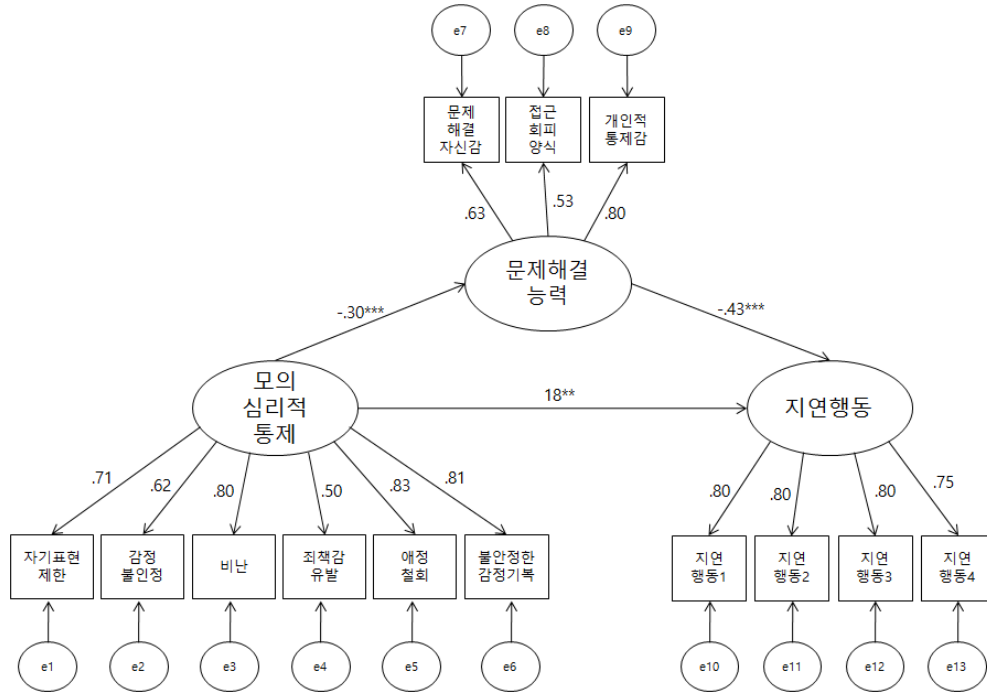 e7
e8
e9
문제
해결
자신감
접근
회피
양식
개인적
통제감
.63
.53
.80
문제해결
능력
-.30***
-.43***
모의
심리적
통제
18**
지연행동
.71
.62
.80
.50
.83
.81
.80
.80
.80
.75
자기표현
제한
감정
불인정
비난
죄책감
유발
애정
철회
불안정한
감정기복
지연
행동1
지연
행동2
지연
행동3
지연
행동4
e1
e2
e3
e4
e5
e6
e10
e11
e12
e13